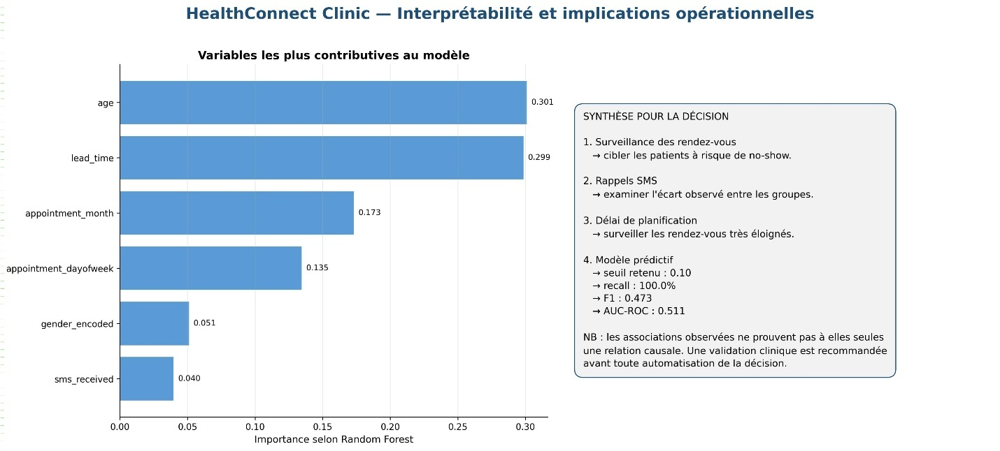 HealthConnect Clinic — Interprétabilité et implications opérationnelles
Variables les plus contributives au modèle
age
0.301
lead_time
0.299
appointment_month
0.173
appointment_dayofweek
0.135
gender_encoded
0.051
sms_received
0.040
0.00 0.05 0.10 0.15 0.20 0.25 0.30
Importance selon Random Forest
SYNTHÈSE POUR LA DÉCISION
1. Surveillance des rendez-vous
→ cibler les patients à risque de no-show.
2. Rappels SMS
→ examiner l'écart observé entre les groupes.
3. Délai de planification
→ surveiller les rendez-vous très éloignés.
4. Modèle prédictif
→ seuil retenu : 0.10
→ recall : 100.0%
→ F1 : 0.473
→ AUC-ROC : 0.511
NB : les associations observées ne prouvent pas à elles seules
une relation causale. Une validation clinique est recommandée
avant toute automatisation de la décision.